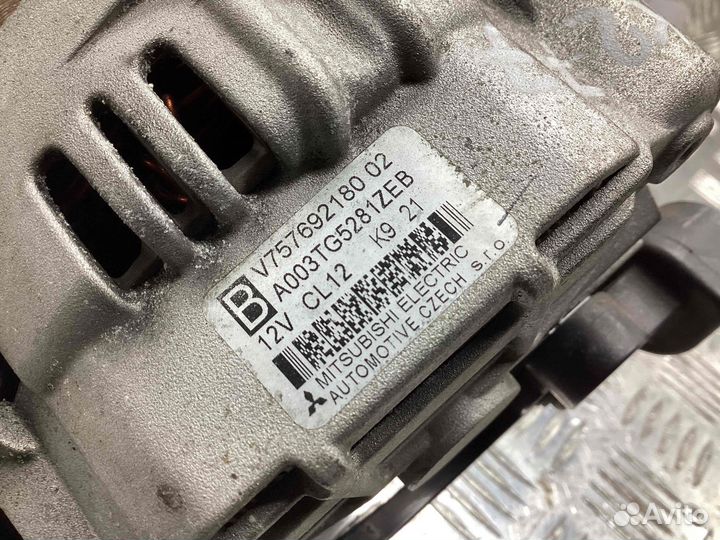 B
V757692180 02
A003TG5281ZEB
12V CL12 K9 21
MITSUBISHI ELECTRIC
AUTOMOTIVE CZECH s.r.o.
Avito